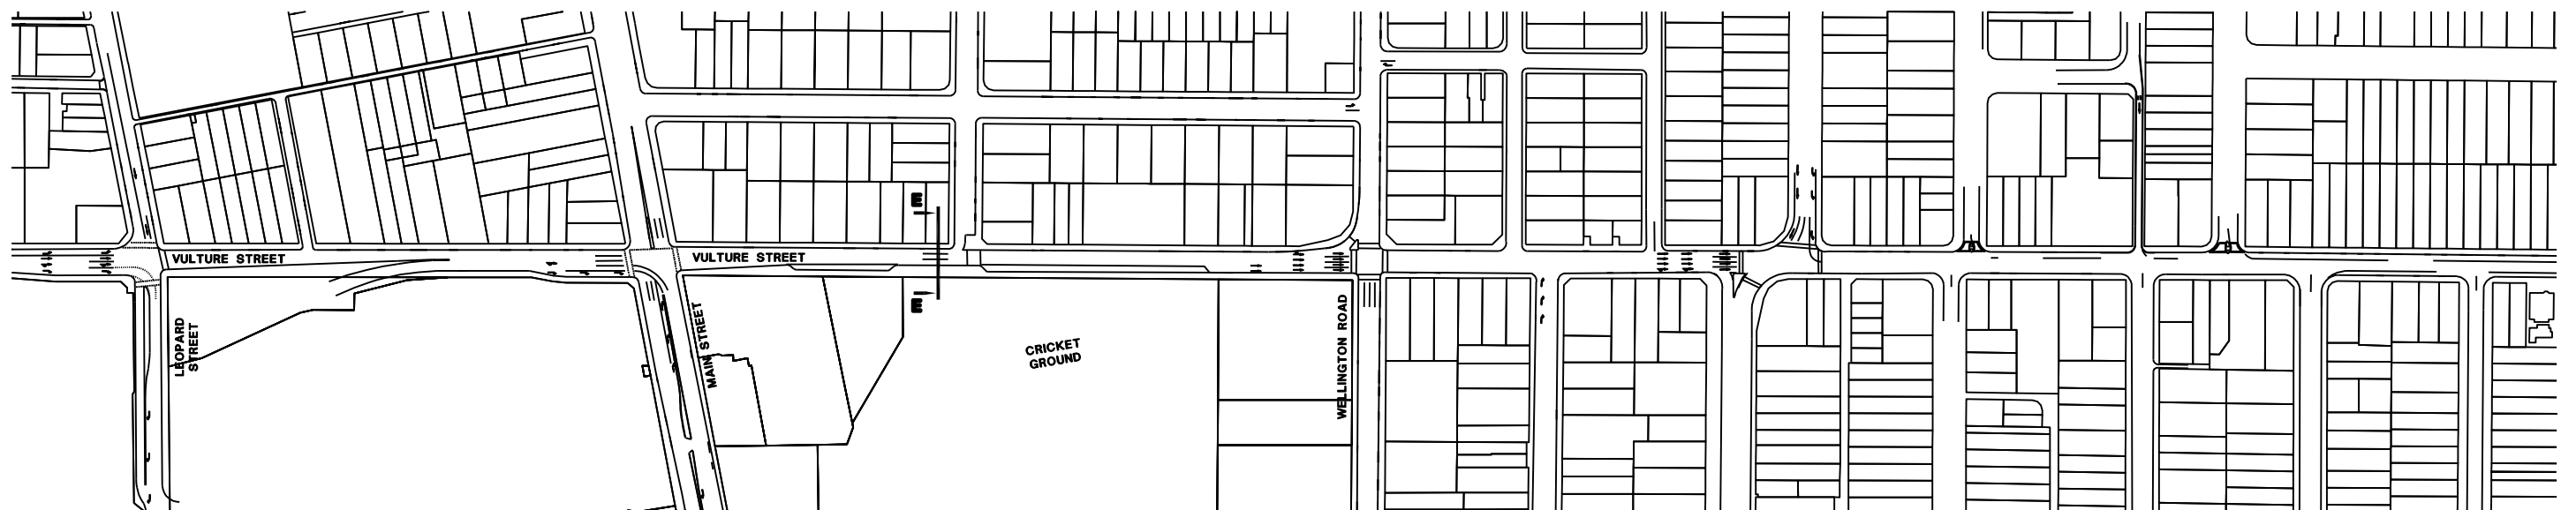 VULTURE STREET
VULTURE STREET
E
E
LEOPARD
STREET
MAIN STREET
CRICKET
GROUND
WELLINGTON ROAD